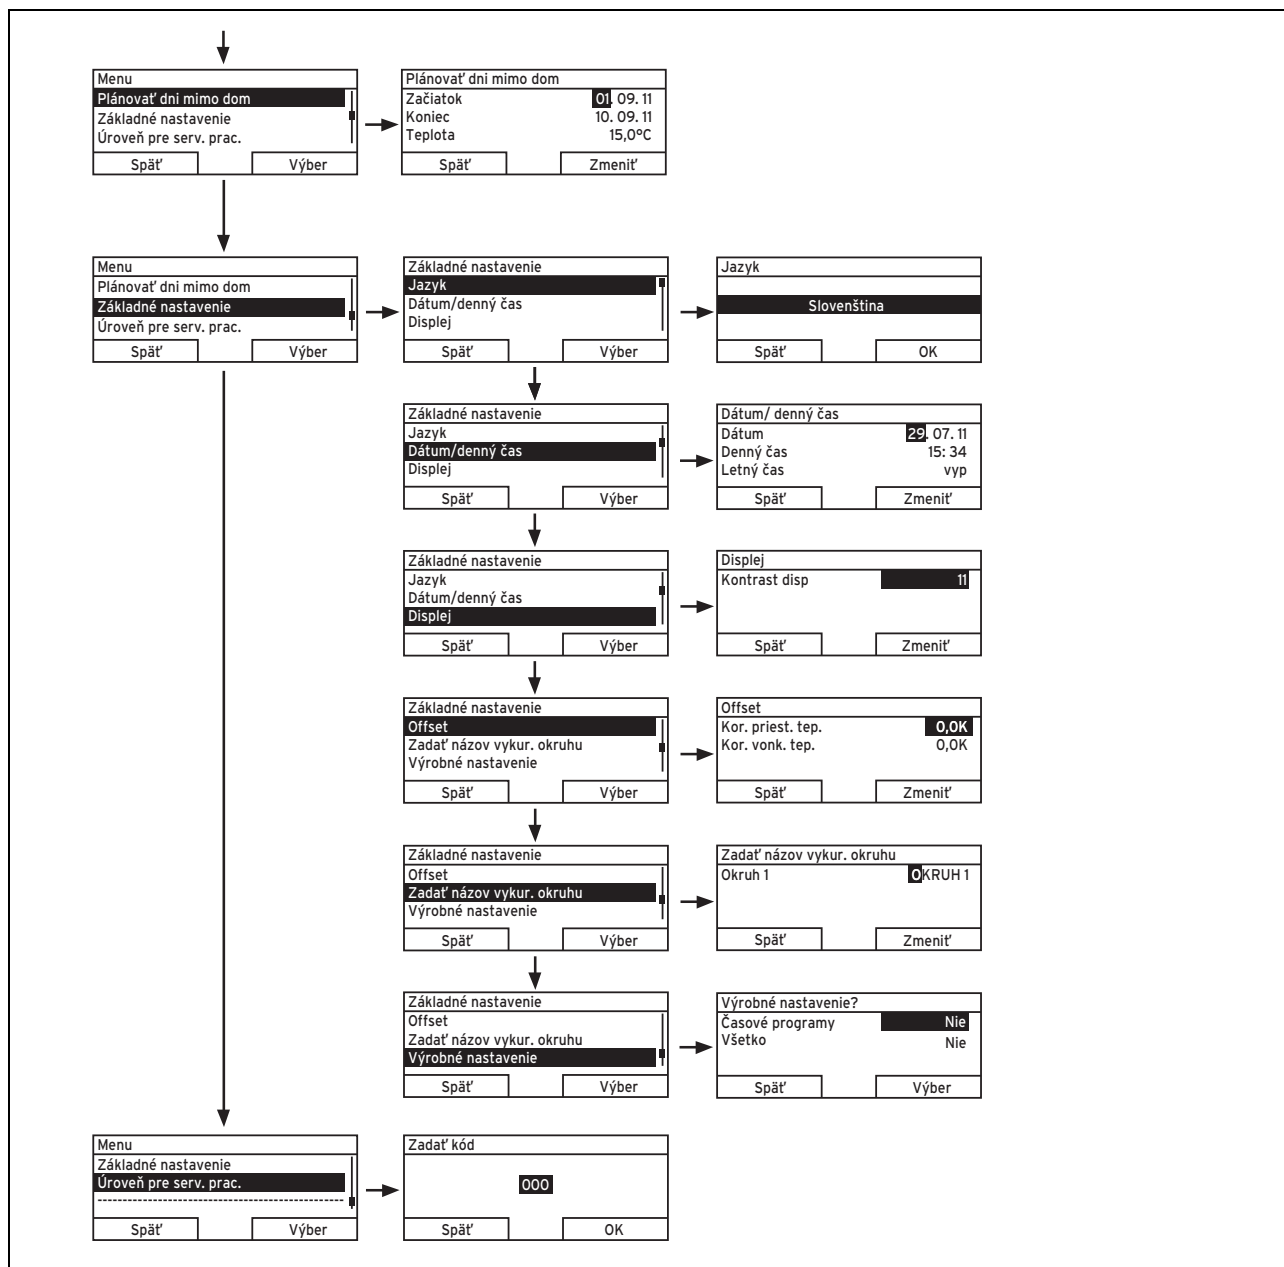 Menu
Plánovať dni mimo dom
Základné nastavenie
Úroveň pre serv. prac.
Späť Výber
Plánovať dni mimo dom
Začiatok 01. 09. 11
Koniec 10. 09. 11
Teplota 15,0°C
Späť Zmeniť
Menu
Plánovať dni mimo dom
Základné nastavenie
Úroveň pre serv. prac.
Späť Výber
Základné nastavenie
Jazyk
Dátum/denný čas
Displej
Späť Výber
Jazyk
Slovenština
Späť OK
Základné nastavenie
Jazyk
Dátum/denný čas
Displej
Späť Výber
Dátum/ denný čas
Dátum 29. 07. 11
Denný čas 15: 34
Letný čas vyp
Späť Zmeniť
Základné nastavenie
Jazyk
Dátum/denný čas
Displej
Späť Výber
Displej
Kontrast disp 11
Späť Zmeniť
Základné nastavenie
Offset
Zadať názov vykur. okruhu
Výrobné nastavenie
Späť Výber
Offset
Kor. priest. tep. 0,0K
Kor. vonk. tep. 0,0K
Späť Zmeniť
Základné nastavenie
Offset
Zadať názov vykur. okruhu
Výrobné nastavenie
Späť Výber
Zadať názov vykur. okruhu
Okruh 1 OKRUH 1
Späť Zmeniť
Základné nastavenie
Offset
Zadať názov vykur. okruhu
Výrobné nastavenie
Späť Výber
Výrobné nastavenie?
Časové programy Nie
Všetko Nie
Späť Výber
Menu
Základné nastavenie
Úroveň pre serv. prac.
------------------------------------------------
Späť Výber
Zadať kód
000
Späť OK